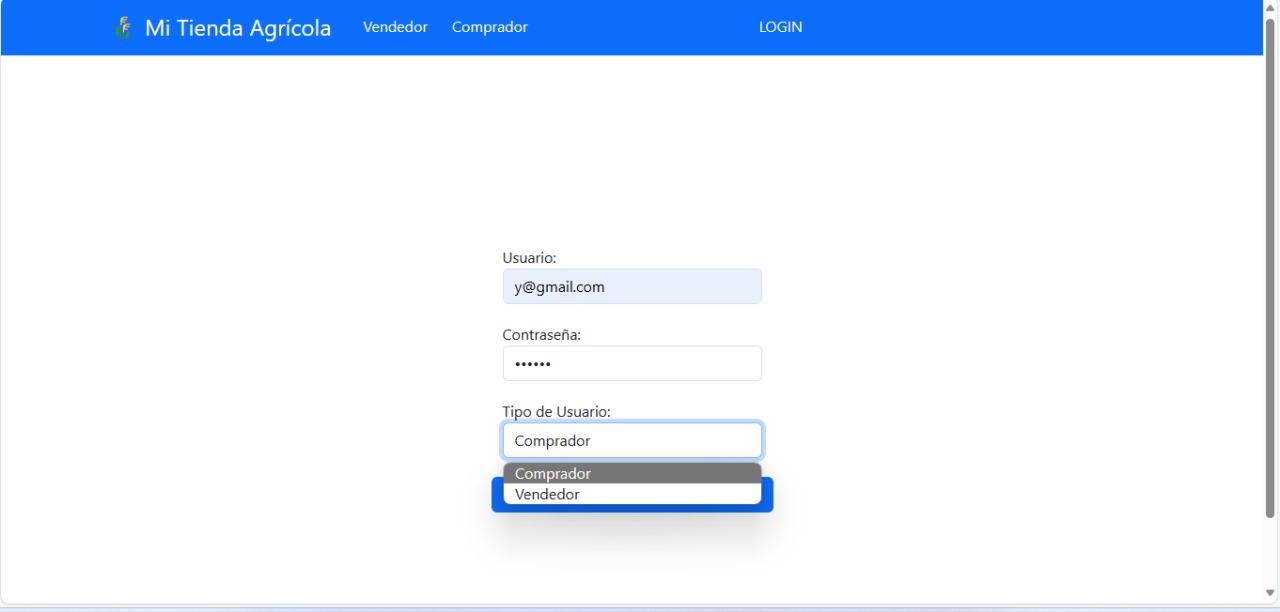 Mi Tienda Agrícola Vendedor Comprador LOGIN
Usuario:
y@gmail.com
Contraseña:
••••••
Tipo de Usuario:
Comprador
Comprador
Vendedor